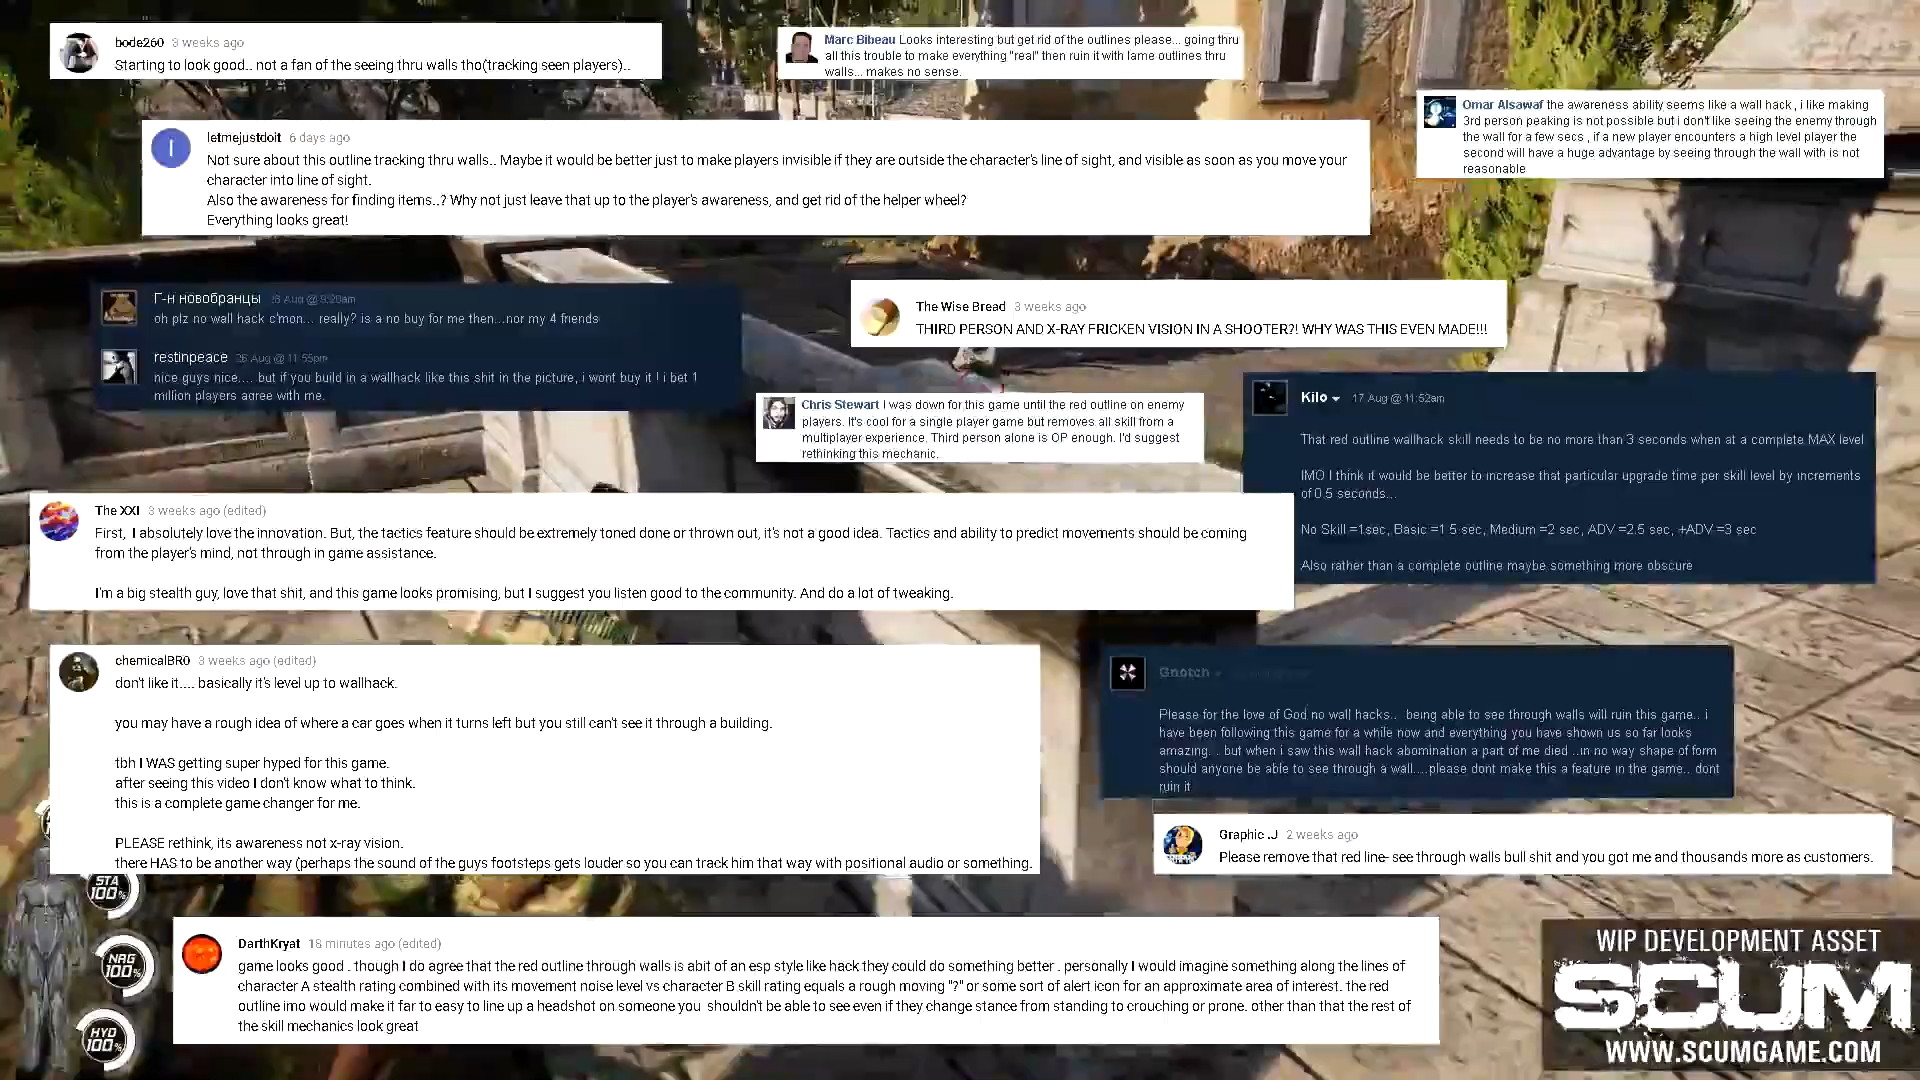 bode260 3 weeks ago
Starting to look good.. not a fan of the seeing thru walls tho(tracking seen players)..
Marc Bibeau Looks interesting but get rid of the outlines please... going thru
all this trouble to make everything "real" then ruin it with lame outlines thru
walls... makes no sense.
Omar Alsawaf the awareness ability seems like a wall hack , i like making
3rd person peaking is not possible but i don't like seeing the enemy through
the wall for a few secs , if a new player encounters a high level player the
second will have a huge advantage by seeing through the wall with is not
reasonable
letmejustdoit 6 days ago
Not sure about this outline tracking thru walls.. Maybe it would be better just to make players invisible if they are outside the character's line of sight, and visible as soon as you move your
character into line of sight.
Also the awareness for finding items..? Why not just leave that up to the player's awareness, and get rid of the helper wheel?
Everything looks great!
Г-н новобранцы Aug @ 9:20am
oh plz no wall hack c'mon... really? is a no buy for me then...nor my 4 friends
restinpeace 26 Aug @ 11:55pm
nice guys nice.... but if you build in a wallhack like this shit in the picture, i wont buy it ! i bet 1
million players agree with me.
The Wise Bread 3 weeks ago
THIRD PERSON AND X-RAY FRICKEN VISION IN A SHOOTER?! WHY WAS THIS EVEN MADE!!!
Chris Stewart I was down for this game until the red outline on enemy
players. It's cool for a single player game but removes all skill from a
multiplayer experience. Third person alone is OP enough. I'd suggest
rethinking this mechanic.
Kilo 17 Aug @ 11:52am
That red outline wallhack skill needs to be no more than 3 seconds when at a complete MAX level
IMO I think it would be better to increase that particular upgrade time per skill level by increments
of 0.5 seconds...
No Skill =1sec, Basic =1.5 sec, Medium =2 sec, ADV =2.5 sec, +ADV =3 sec
Also rather than a complete outline maybe something more obscure
The XXI 3 weeks ago (edited)
First, I absolutely love the innovation. But, the tactics feature should be extremely toned done or thrown out, it's not a good idea. Tactics and ability to predict movements should be coming
from the player's mind, not through in game assistance.
I'm a big stealth guy, love that shit, and this game looks promising, but I suggest you listen good to the community. And do a lot of tweaking.
chemicalBR0 3 weeks ago (edited)
don't like it.... basically it's level up to wallhack.
you may have a rough idea of where a car goes when it turns left but you still can't see it through a building.
tbh I WAS getting super hyped for this game.
after seeing this video I don't know what to think.
this is a complete game changer for me.
PLEASE rethink, its awareness not x-ray vision.
there HAS to be another way (perhaps the sound of the guys footsteps gets louder so you can track him that way with positional audio or something.
Gnotch
Please for the love of God no wall hacks... being able to see through walls will ruin this game.. i
have been following this game for a while now and everything you have shown us so far looks
amazing. . but when i saw this wall hack abomination a part of me died ..in no way shape of form
should anyone be able to see through a wall....please dont make this a feature in the game.. dont
ruin it
Graphic .J 2 weeks ago
Please remove that red line- see through walls bull shit and you got me and thousands more as customers.
STA
100%
NRG
100%
HYD
100%
DarthKryat 18 minutes ago (edited)
game looks good . though I do agree that the red outline through walls is abit of an esp style like hack they could do something better . personally I would imagine something along the lines of
character A stealth rating combined with its movement noise level vs character B skill rating equals a rough moving "?" or some sort of alert icon for an approximate area of interest. the red
outline imo would make it far to easy to line up a headshot on someone you shouldn't be able to see even if they change stance from standing to crouching or prone. other than that the rest of
the skill mechanics look great
WIP DEVELOPMENT ASSET
SCUM
WWW.SCUMGAME.COM